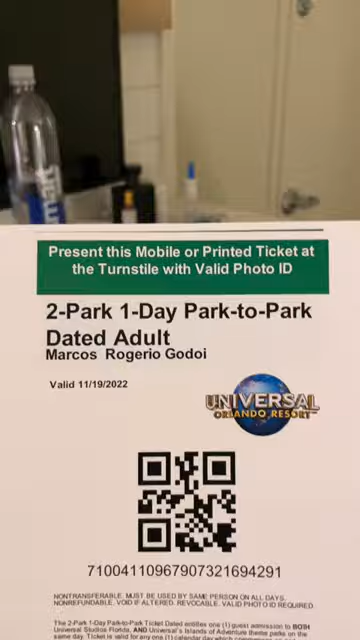 smart
Present this Mobile or Printed Ticket at
the Turnstile with Valid Photo ID
2-Park 1-Day Park-to-Park
Dated Adult
Marcos Rogerio Godoi
Valid 11/19/2022
UNIVERSAL
ORLANDO RESORT
71004110967907321694291
NONTRANSFERABLE. MUST BE USED BY SAME PERSON ON ALL DAYS.
NONREFUNDABLE. VOID IF ALTERED. REVOCABLE. VALID PHOTO ID REQUIRED.
The 2-Park 1-Day Park-to-Park Ticket Dated entitles one (1) guest admission to BOTH
Universal Studios Florida, AND Universal's Islands of Adventure theme parks on the
same day. Ticket is valid for any one (1) calendar day which